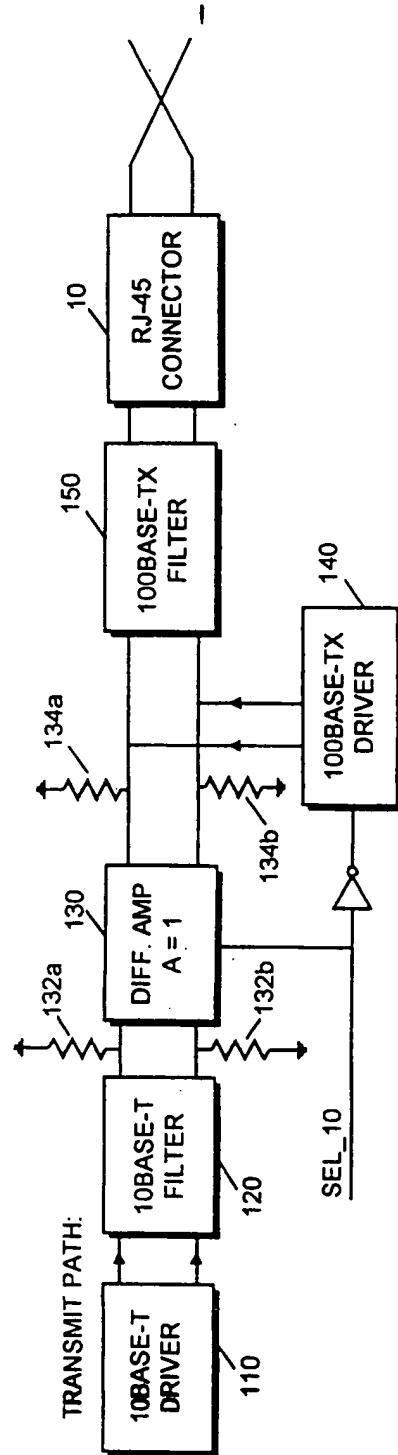 TRANSMIT PATH:
10BASE-T
DRIVER
110
10BASE-T
FILTER
120
132a
132b
DIFF. AMP
A = 1
130
134a
134b
SEL_10
100BASE-TX
DRIVER
140
100BASE-TX
FILTER
150
RJ-45
CONNECTOR
10